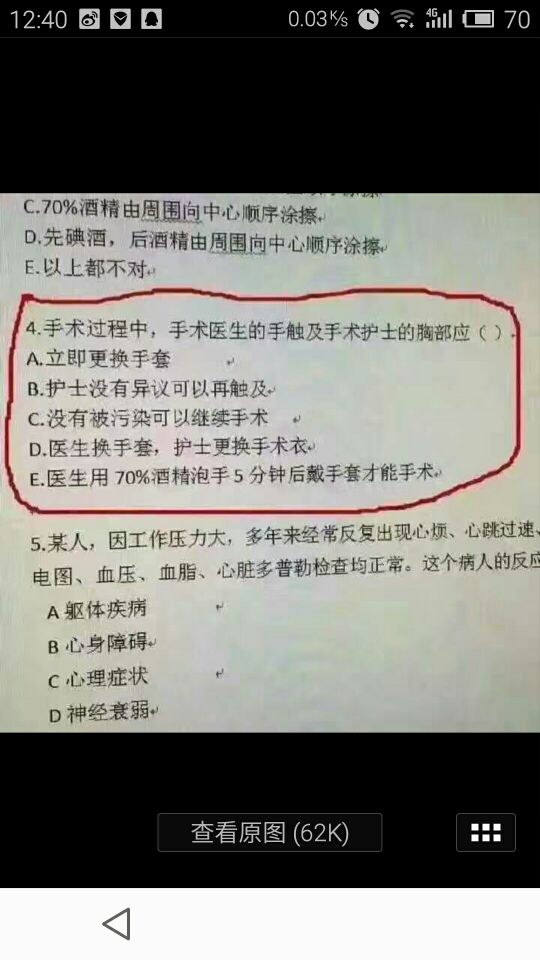 12:40 0.03K/s 4G 70
C.70%酒精由周围向中心顺序涂擦
D.先碘酒，后酒精由周围向中心顺序涂擦
E.以上都不对
4.手术过程中，手术医生的手触及手术护士的胸部应（ ）
A.立即更换手套
B.护士没有异议可以再触及
C.没有被污染可以继续手术
D.医生换手套，护士更换手术衣
E.医生用 70%酒精泡手 5 分钟后戴手套才能手术
5.某人，因工作压力大，多年来经常反复出现心烦、心跳过速、
电图、血压、血脂、心脏多普勒检查均正常。这个病人的反应
A 躯体疾病
B 心身障碍
C 心理症状
D 神经衰弱
查看原图 (62K)